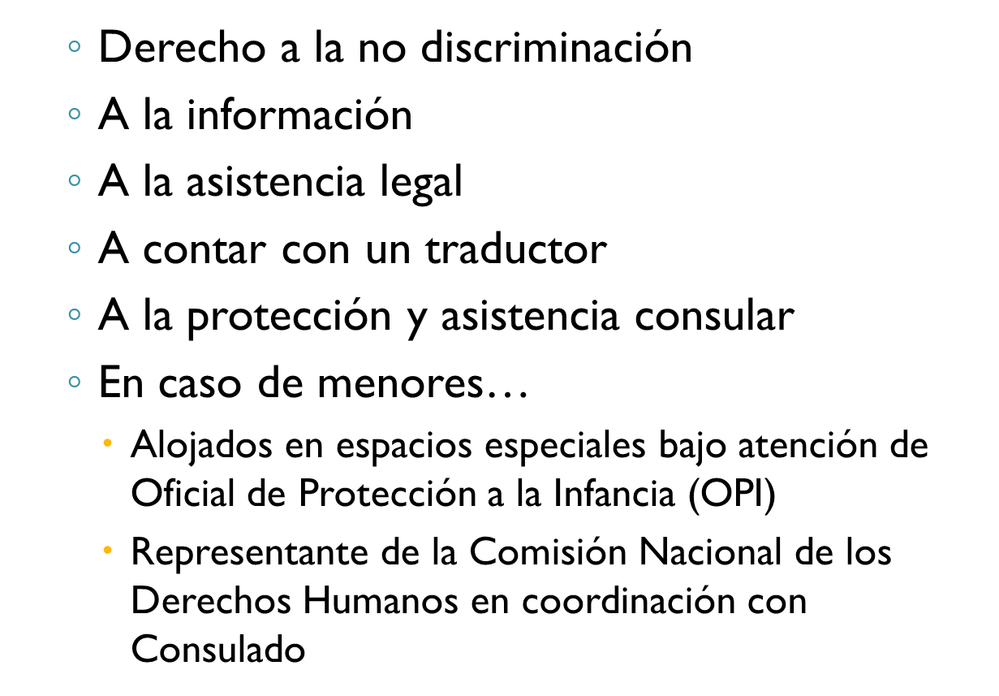 ◦ Derecho a la no discriminación
◦ A la información
◦ A la asistencia legal
◦ A contar con un traductor
◦ A la protección y asistencia consular
◦ En caso de menores…
• Alojados en espacios especiales bajo atención de
Oficial de Protección a la Infancia (OPI)
• Representante de la Comisión Nacional de los
Derechos Humanos en coordinación con
Consulado